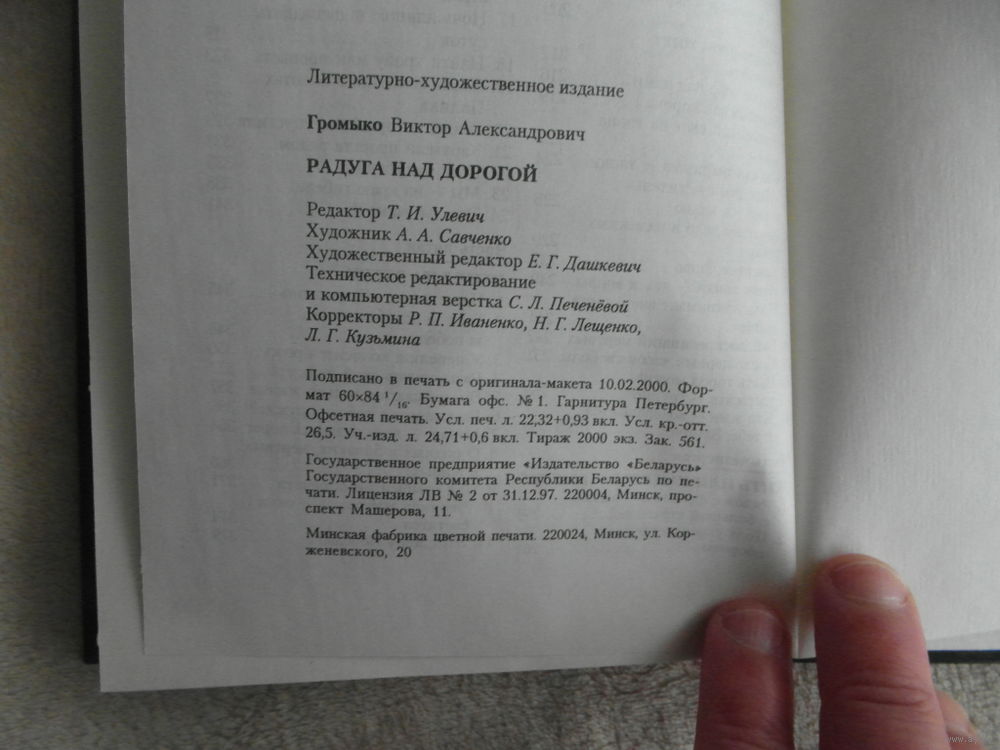 Литературно-художественное издание
Громыко Виктор Александрович
РАДУГА НАД ДОРОГОЙ
Редактор Т. И. Улевич
Художник А. А. Савченко
Художественный редактор Е. Г. Дашкевич
Техническое редактирование
и компьютерная верстка С. Л. Печенёвой
Корректоры Р. П. Иваненко, Н. Г. Лещенко,
Л. Г. Кузьмина
Подписано в печать с оригинала-макета 10.02.2000. Фор-
мат 60×84 1/16. Бумага офс. № 1. Гарнитура Петербург.
Офсетная печать. Усл. печ. л. 22,32+0,93 вкл. Усл. кр.-отт.
26,5. Уч.-изд. л. 24,71+0,6 вкл. Тираж 2000 экз. Зак. 561.
Государственное предприятие «Издательство «Беларусь»
Государственного комитета Республики Беларусь по пе-
чати. Лицензия ЛВ № 2 от 31.12.97. 220004, Минск, про-
спект Машерова, 11.
Минская фабрика цветной печати. 220024, Минск, ул. Кор-
женевского, 20